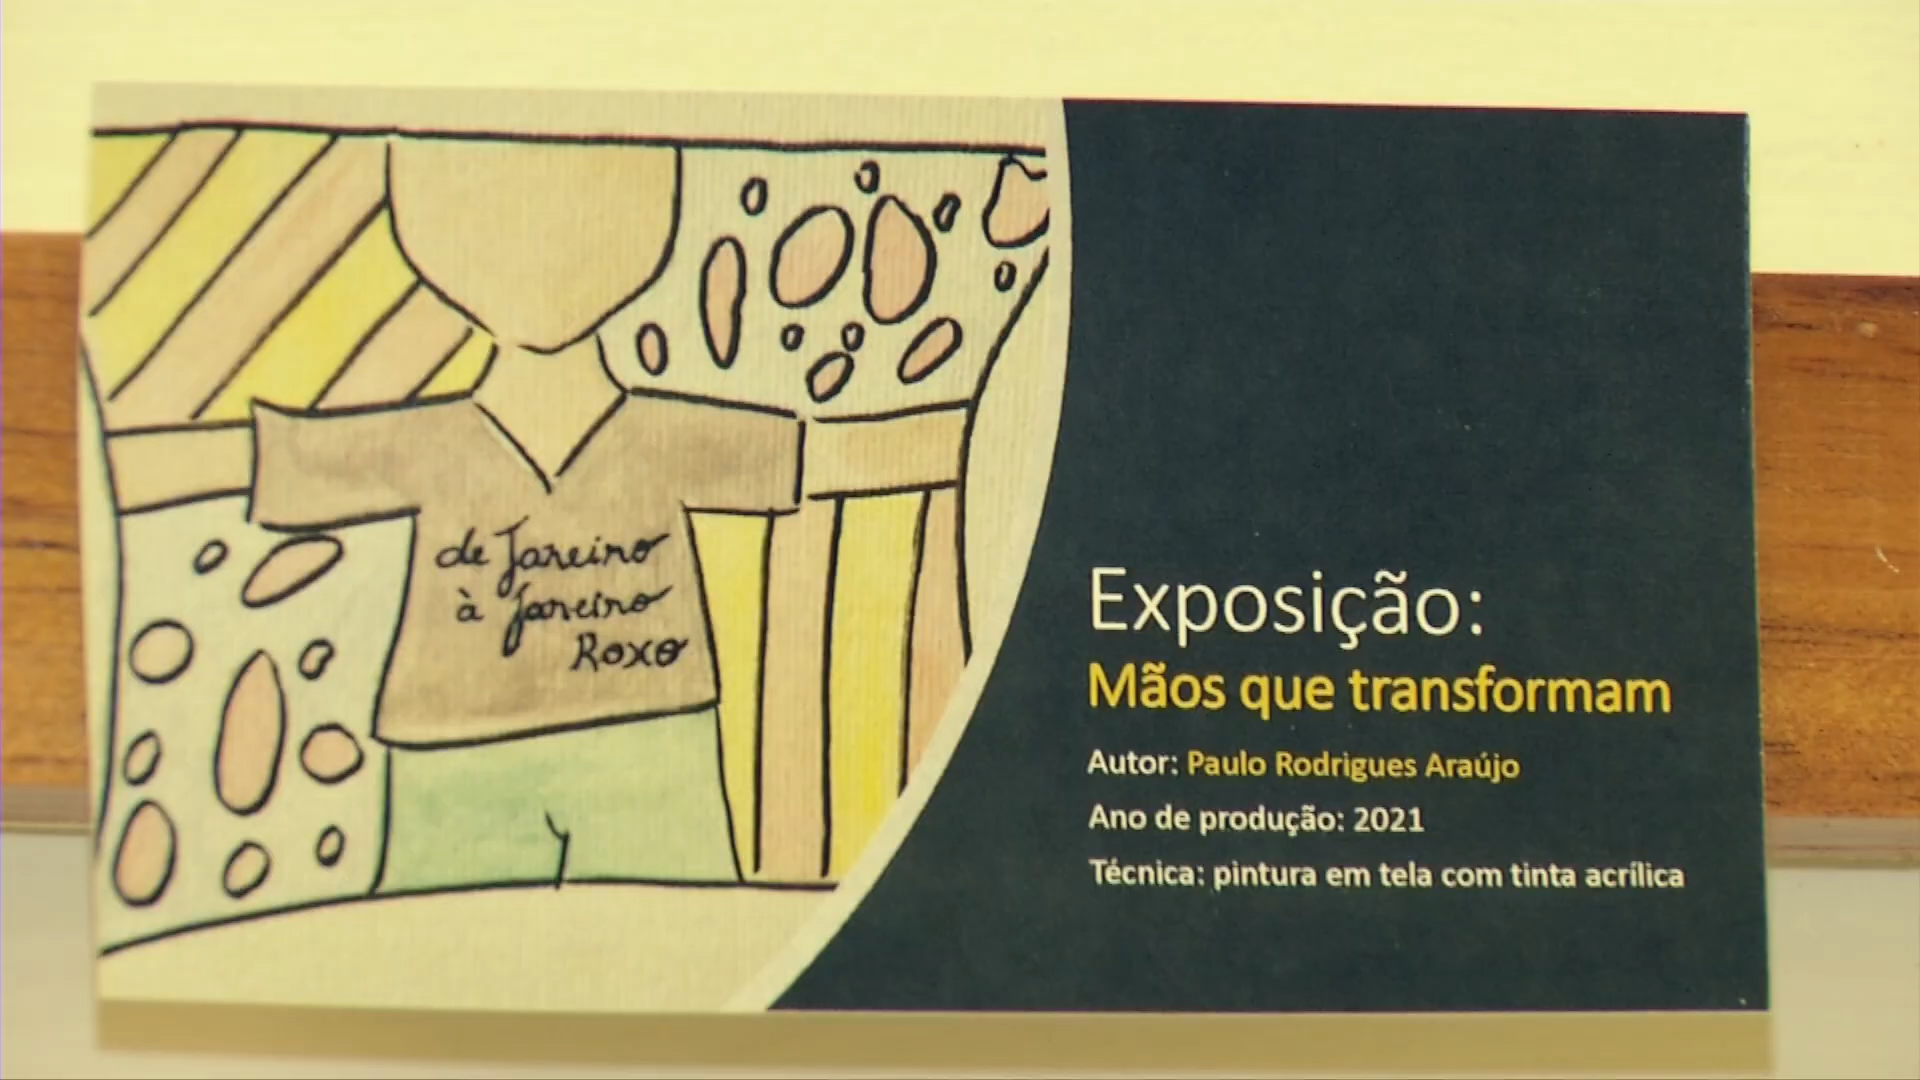 de Janeiro
à Janeiro
Roxo
Exposição:
Mãos que transformam
Autor: Paulo Rodrigues Araújo
Ano de produção: 2021
Técnica: pintura em tela com tinta acrílica